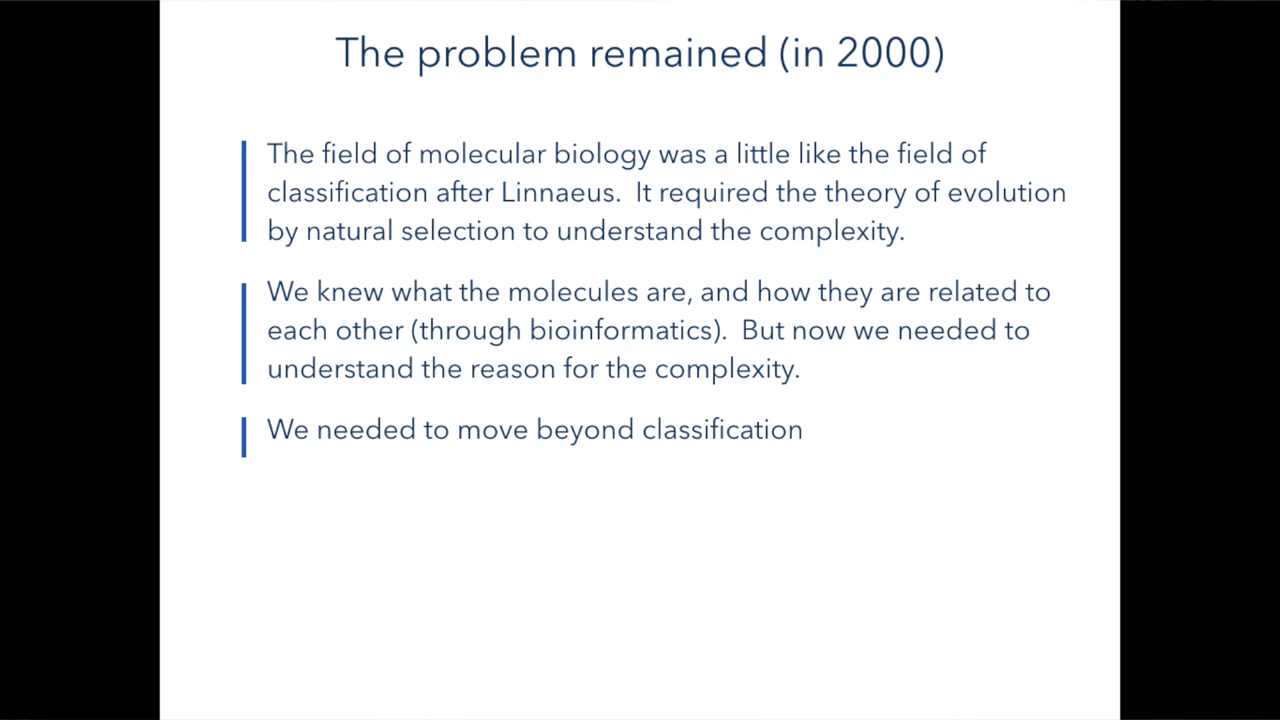 The problem remained (in 2000)
The field of molecular biology was a little like the field of
classification after Linnaeus.  It required the theory of evolution
by natural selection to understand the complexity.
We knew what the molecules are, and how they are related to
each other (through bioinformatics).  But now we needed to
understand the reason for the complexity.
We needed to move beyond classification